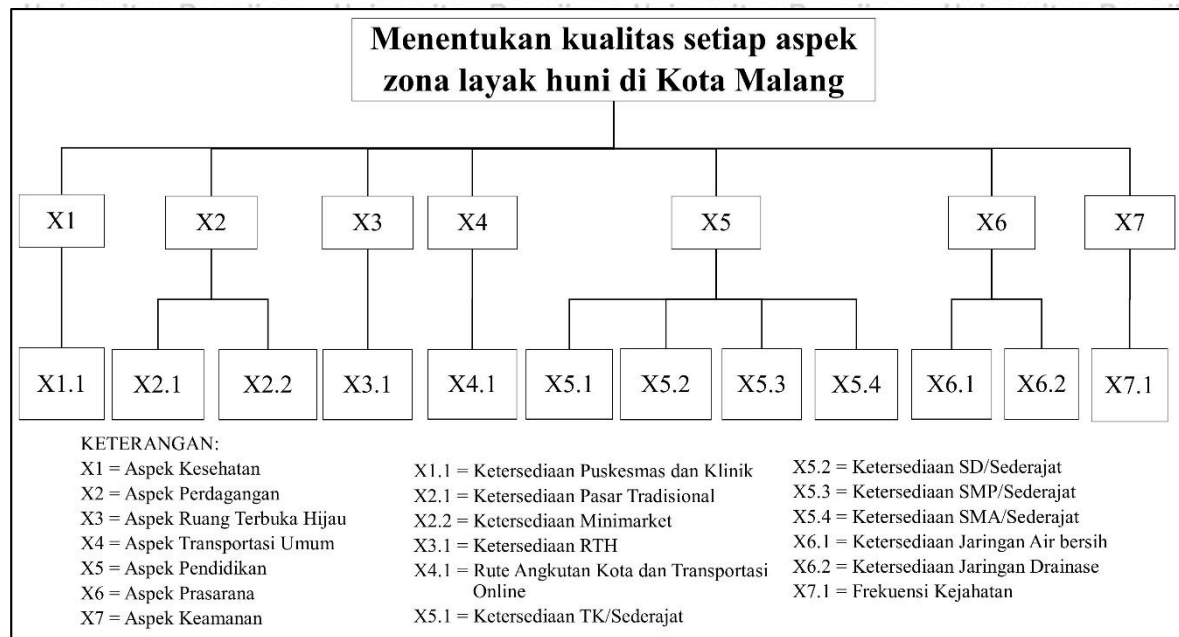 Menentukan kualitas setiap aspek
zona layak huni di Kota Malang
X1
X2
X3
X4
X5
X6
X7
X1.1
X2.1
X2.2
X3.1
X4.1
X5.1
X5.2
X5.3
X5.4
X6.1
X6.2
X7.1
KETERANGAN:
X1 = Aspek Kesehatan
X2 = Aspek Perdagangan
X3 = Aspek Ruang Terbuka Hijau
X4 = Aspek Transportasi Umum
X5 = Aspek Pendidikan
X6 = Aspek Prasarana
X7 = Aspek Keamanan
X1.1 = Ketersediaan Puskesmas dan Klinik
X2.1 = Ketersediaan Pasar Tradisional
X2.2 = Ketersediaan Minimarket
X3.1 = Ketersediaan RTH
X4.1 = Rute Angkutan Kota dan Transportasi
Online
X5.1 = Ketersediaan TK/Sederajat
X5.2 = Ketersediaan SD/Sederajat
X5.3 = Ketersediaan SMP/Sederajat
X5.4 = Ketersediaan SMA/Sederajat
X6.1 = Ketersediaan Jaringan Air bersih
X6.2 = Ketersediaan Jaringan Drainase
X7.1 = Frekuensi Kejahatan